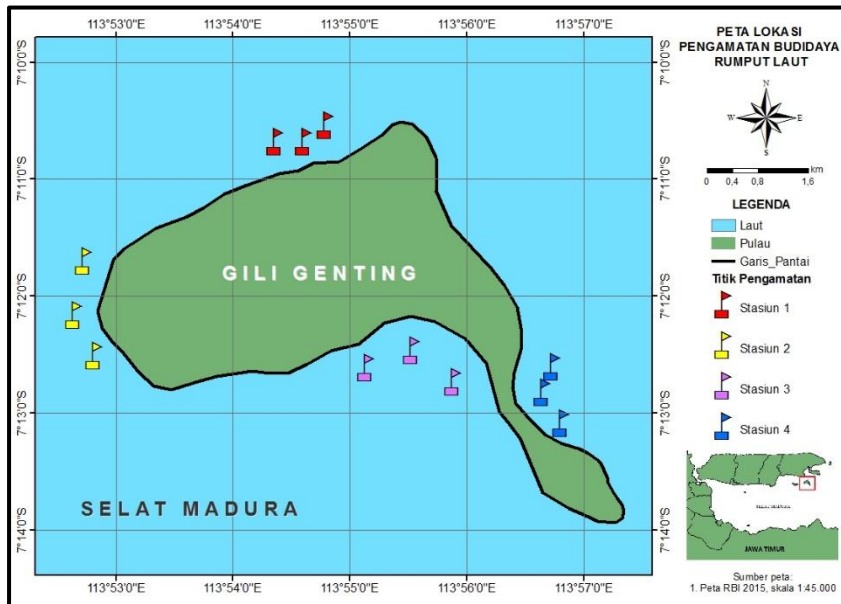 113°53'0"E 113°54'0"E 113°55'0"E 113°56'0"E 113°57'0"E
7°10'0"S 7°10'0"S
7°11'0"S 7°11'0"S
GILI GENTING
7°12'0"S 7°12'0"S
7°13'0"S 7°13'0"S
SELAT MADURA
7°14'0"S 7°14'0"S
113°53'0"E 113°54'0"E 113°55'0"E 113°56'0"E 113°57'0"E
PETA LOKASI
PENGAMATAN BUDIDAYA
RUMPUT LAUT
N
W E
S
km
0 0,4 0,8 1,6
LEGENDA
Laut
Pulau
Garis_Pantai
Titik Pengamatan
Stasiun 1
Stasiun 2
Stasiun 3
Stasiun 4
SELAT MADURA
JAWA TIMUR
Sumber peta:
1. Peta RBI 2015, skala 1:45.000